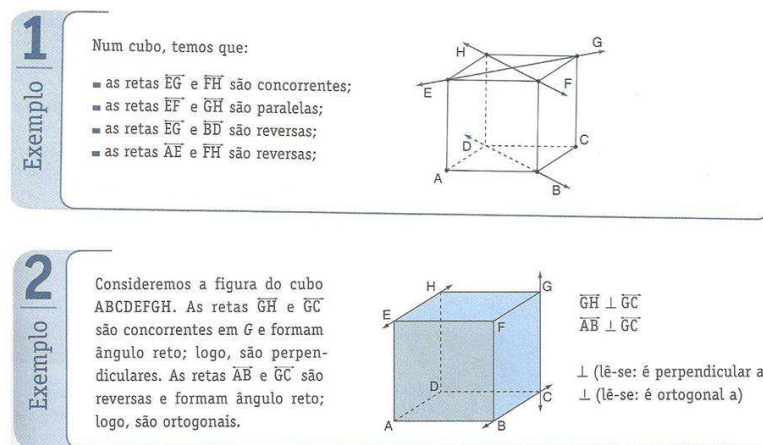 Exemplo 1
Num cubo, temos que:
as retas EG e FH são concorrentes;
as retas EF e GH são paralelas;
as retas EG e BD são reversas;
as retas AE e FH são reversas;
H
G
E
F
D
C
A
B
Exemplo 2
Consideremos a figura do cubo
ABCDEFGH. As retas GH e GC
são concorrentes em G e formam
ângulo reto; logo, são perpen-
diculares. As retas AB e GC são
reversas e formam ângulo reto;
logo, são ortogonais.
H
G
E
F
D
C
A
B
GH ⊥ GC
AB ⊥ GC
⊥ (lê-se: é perpendicular a
⊥ (lê-se: é ortogonal a)